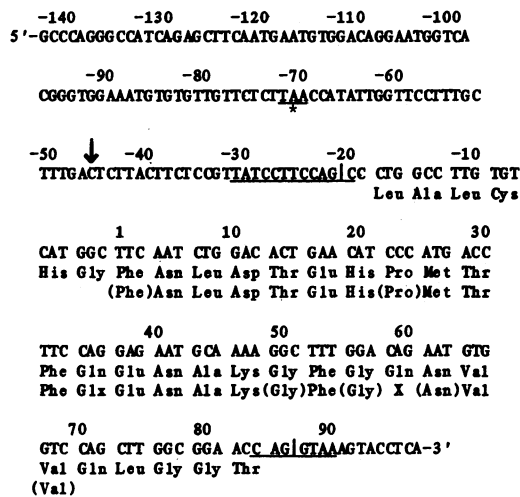 -140 -130 -120 -110 -100
5'-GCCCAGGGCCATCAGAGCTTCAATGAATGTGGACAGGAATGGTCA
-90 -80 -70 -60
CGGGTGGAAATGTGTGTTGTTCTCTTAACCATATTGGTTCCTTTGC
*
-50 -40 -30 -20 -10
TTTGACTCTTACTTCTCCGTTATCCTTCCAG|CC CTG GCC TTG TGT
Leu Ala Leu Cys
1 10 20 30
CAT GGC TTC AAT CTG GAC ACT GAA CAT CCC ATG ACC
His Gly Phe Asn Leu Asp Thr Glu His Pro Met Thr
(Phe)Asn Leu Asp Thr Glu His(Pro)Met Thr
40 50 60
TTC CAG GAG AAT GCA AAA GGC TTT GGA CAG AAT GTG
Phe Gln Glu Asn Ala Lys Gly Phe Gly Gln Asn Val
Phe Glx Glu Asn Ala Lys(Gly)Phe(Gly) X (Asn)Val
70 80 90
GTC CAG CTT GGC GGA ACC AG|GTAAAGTACCTCA-3'
Val Gln Leu Gly Gly Thr
(Val)